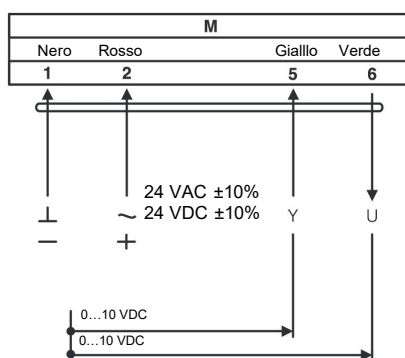 M
Nero Rosso Gialllo Verde
1 2 5 6
24 VAC ±10%
⊥ ~ 24 VDC ±10% Y U
− +
0...10 VDC
0...10 VDC